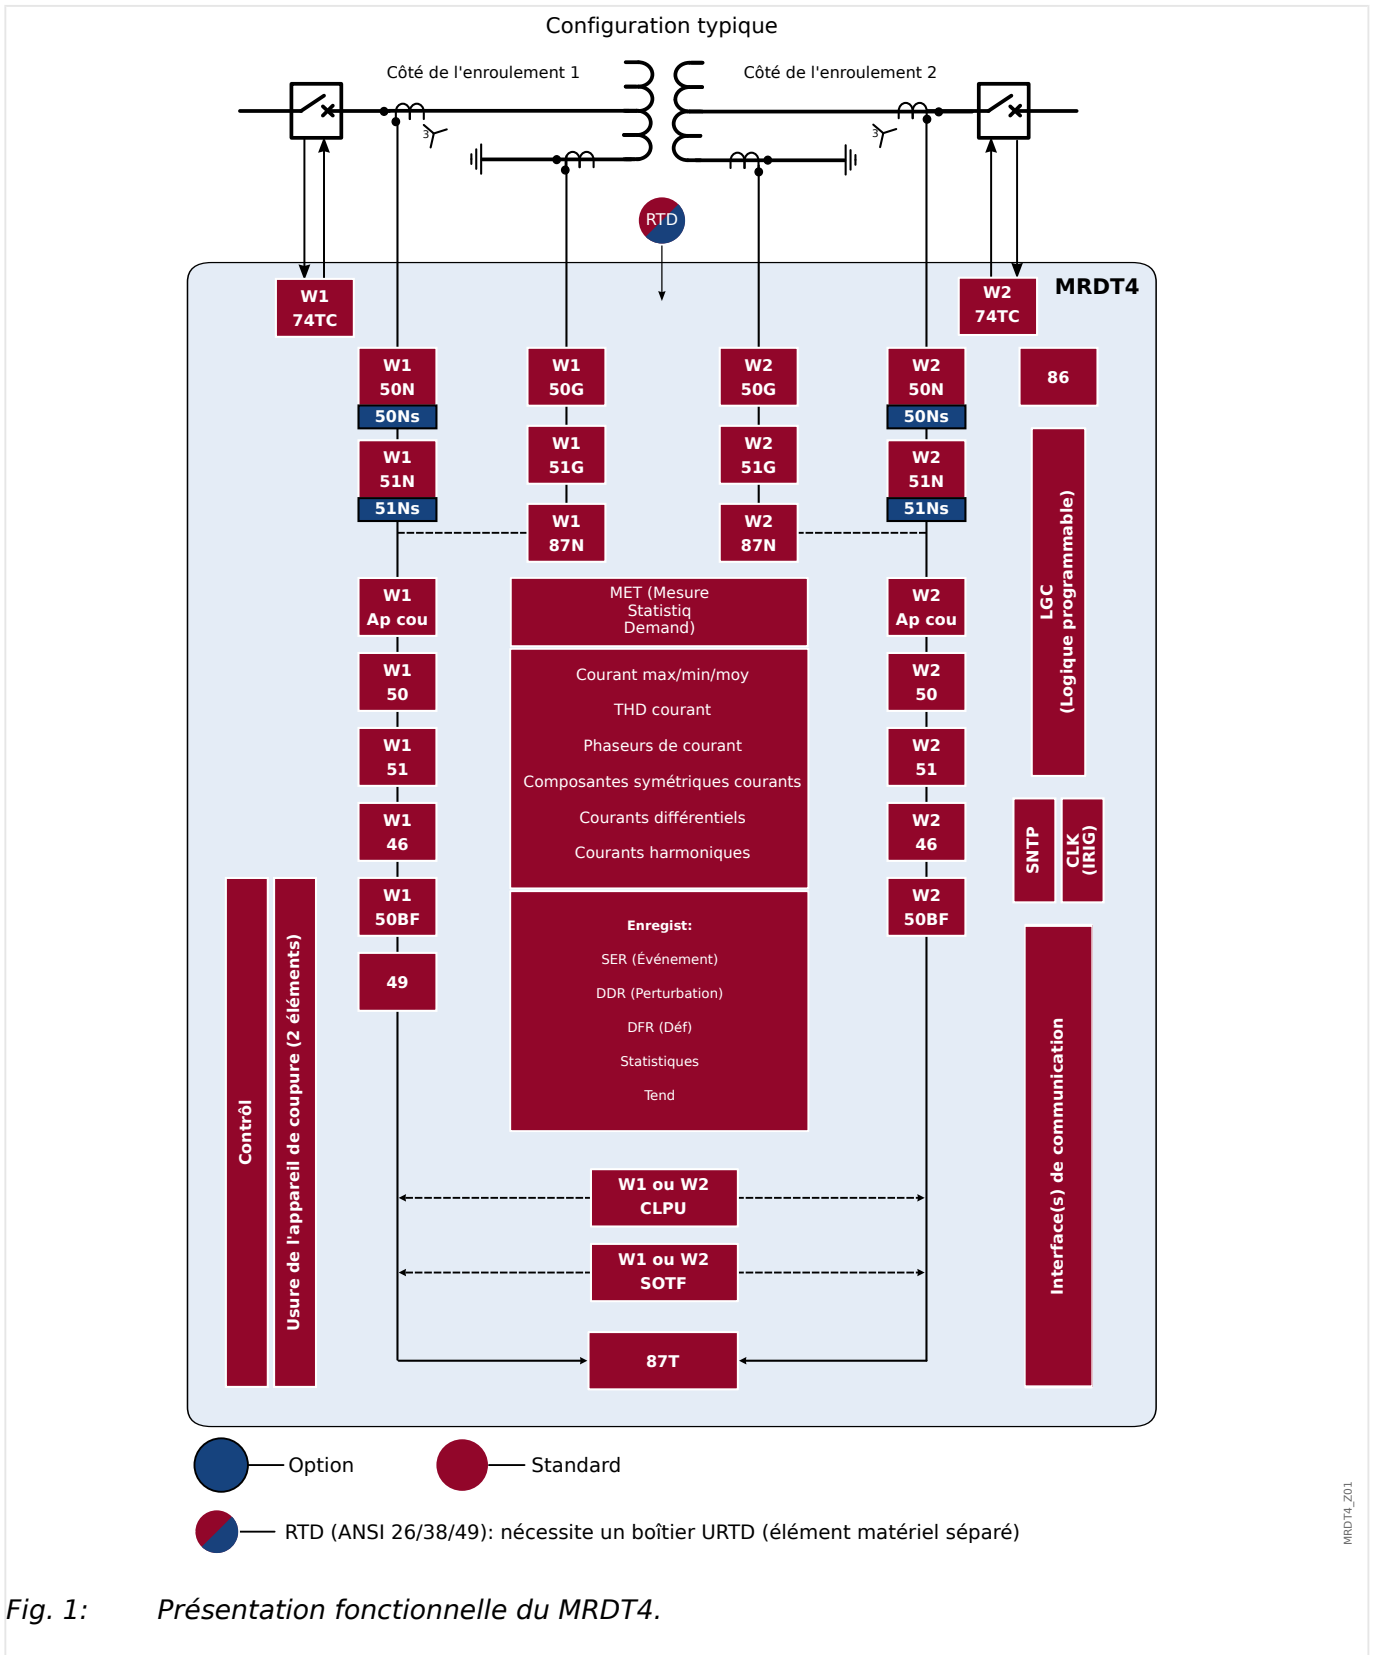 Configuration typique
Côté de l'enroulement 1
Côté de l'enroulement 2
3
3
RTD
MRDT4
W1
74TC
W2
74TC
W1
50N
50Ns
W1
50G
W2
50G
W2
50N
50Ns
86
W1
51N
51Ns
W1
51G
W2
51G
W2
51N
51Ns
W1
87N
W2
87N
LGC
(Logique programmable)
W1
Ap cou
MET (Mesure
Statistiq
Demand)
W2
Ap cou
W1
50
W2
50
Courant max/min/moy
THD courant
Phaseurs de courant
Composantes symétriques courants
Courants différentiels
Courants harmoniques
W1
51
W2
51
W1
46
W2
46
SNTP
CLK
(IRIG)
W1
50BF
W2
50BF
49
Enregist:
SER (Événement)
DDR (Perturbation)
DFR (Déf)
Statistiques
Tend
Contrôl
Usure de l'appareil de coupure (2 éléments)
Interface(s) de communication
W1 ou W2
CLPU
W1 ou W2
SOTF
87T
Option
Standard
RTD (ANSI 26/38/49): nécessite un boîtier URTD (élément matériel séparé)
MRDT4_Z01
Fig. 1: Présentation fonctionnelle du MRDT4.